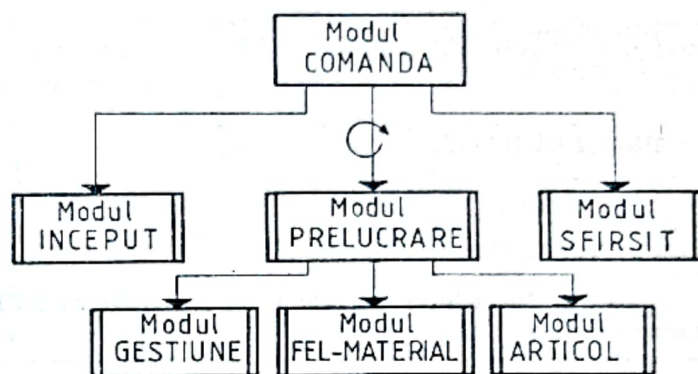 Modul
COMANDA
Modul
INCEPUT
Modul
PRELUCRARE
Modul
SFIRSIT
Modul
GESTIUNE
Modul
FEL-MATERIAL
Modul
ARTICOL